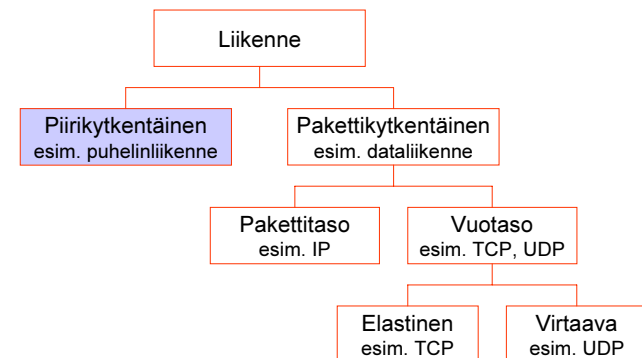 Liikenne
Piirikytkentäinen
esim. puhelinliikenne
Pakettikytkentäinen
esim. dataliikenne
Pakettitaso
esim. IP
Vuotaso
esim. TCP, UDP
Elastinen
esim. TCP
Virtaava
esim. UDP